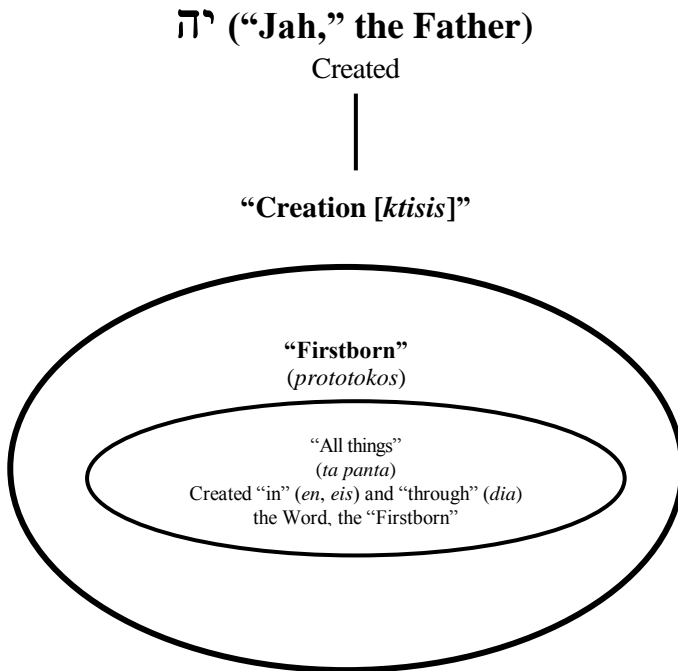 יה (“Jah,” the Father)
Created
“Creation [ktisis]”
“Firstborn”
(prototokos)
“All things”
(ta panta)
Created “in” (en, eis) and “through” (dia)
the Word, the “Firstborn”